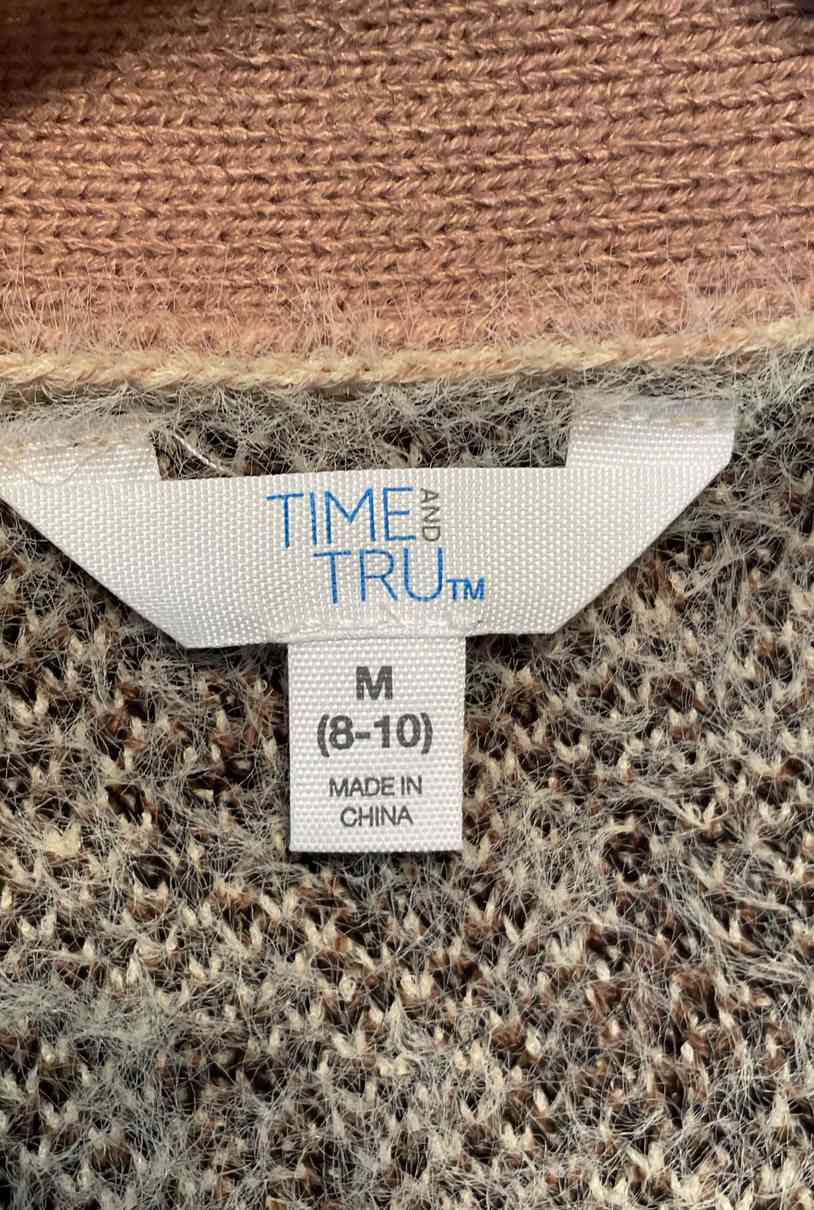 TIME AND
TRU™
M
(8-10)
MADE IN
CHINA